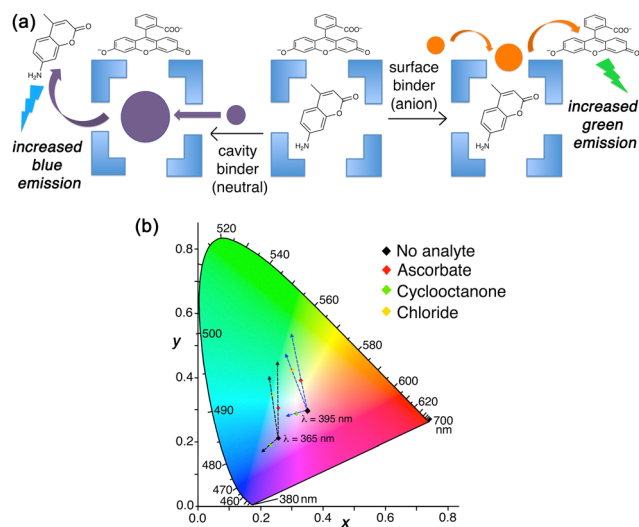 (a)
COO⁻
⁻O
O
O
O
O
H₂N
increased
blue
emission
cavity
binder
(neutral)
COO⁻
⁻O
O
O
O
O
H₂N
surface
binder
(anion)
COO⁻
⁻O
O
O
O
O
H₂N
increased
green
emission
(b)
520
540
560
580
600
620
700
nm
500
490
480
470
460
380 nm
No analyte
Ascorbate
Cyclooctanone
Chloride
λ = 395 nm
λ = 365 nm
y
0.8
0.6
0.4
0.2
0.0
0.2
0.4
0.6
0.8
x